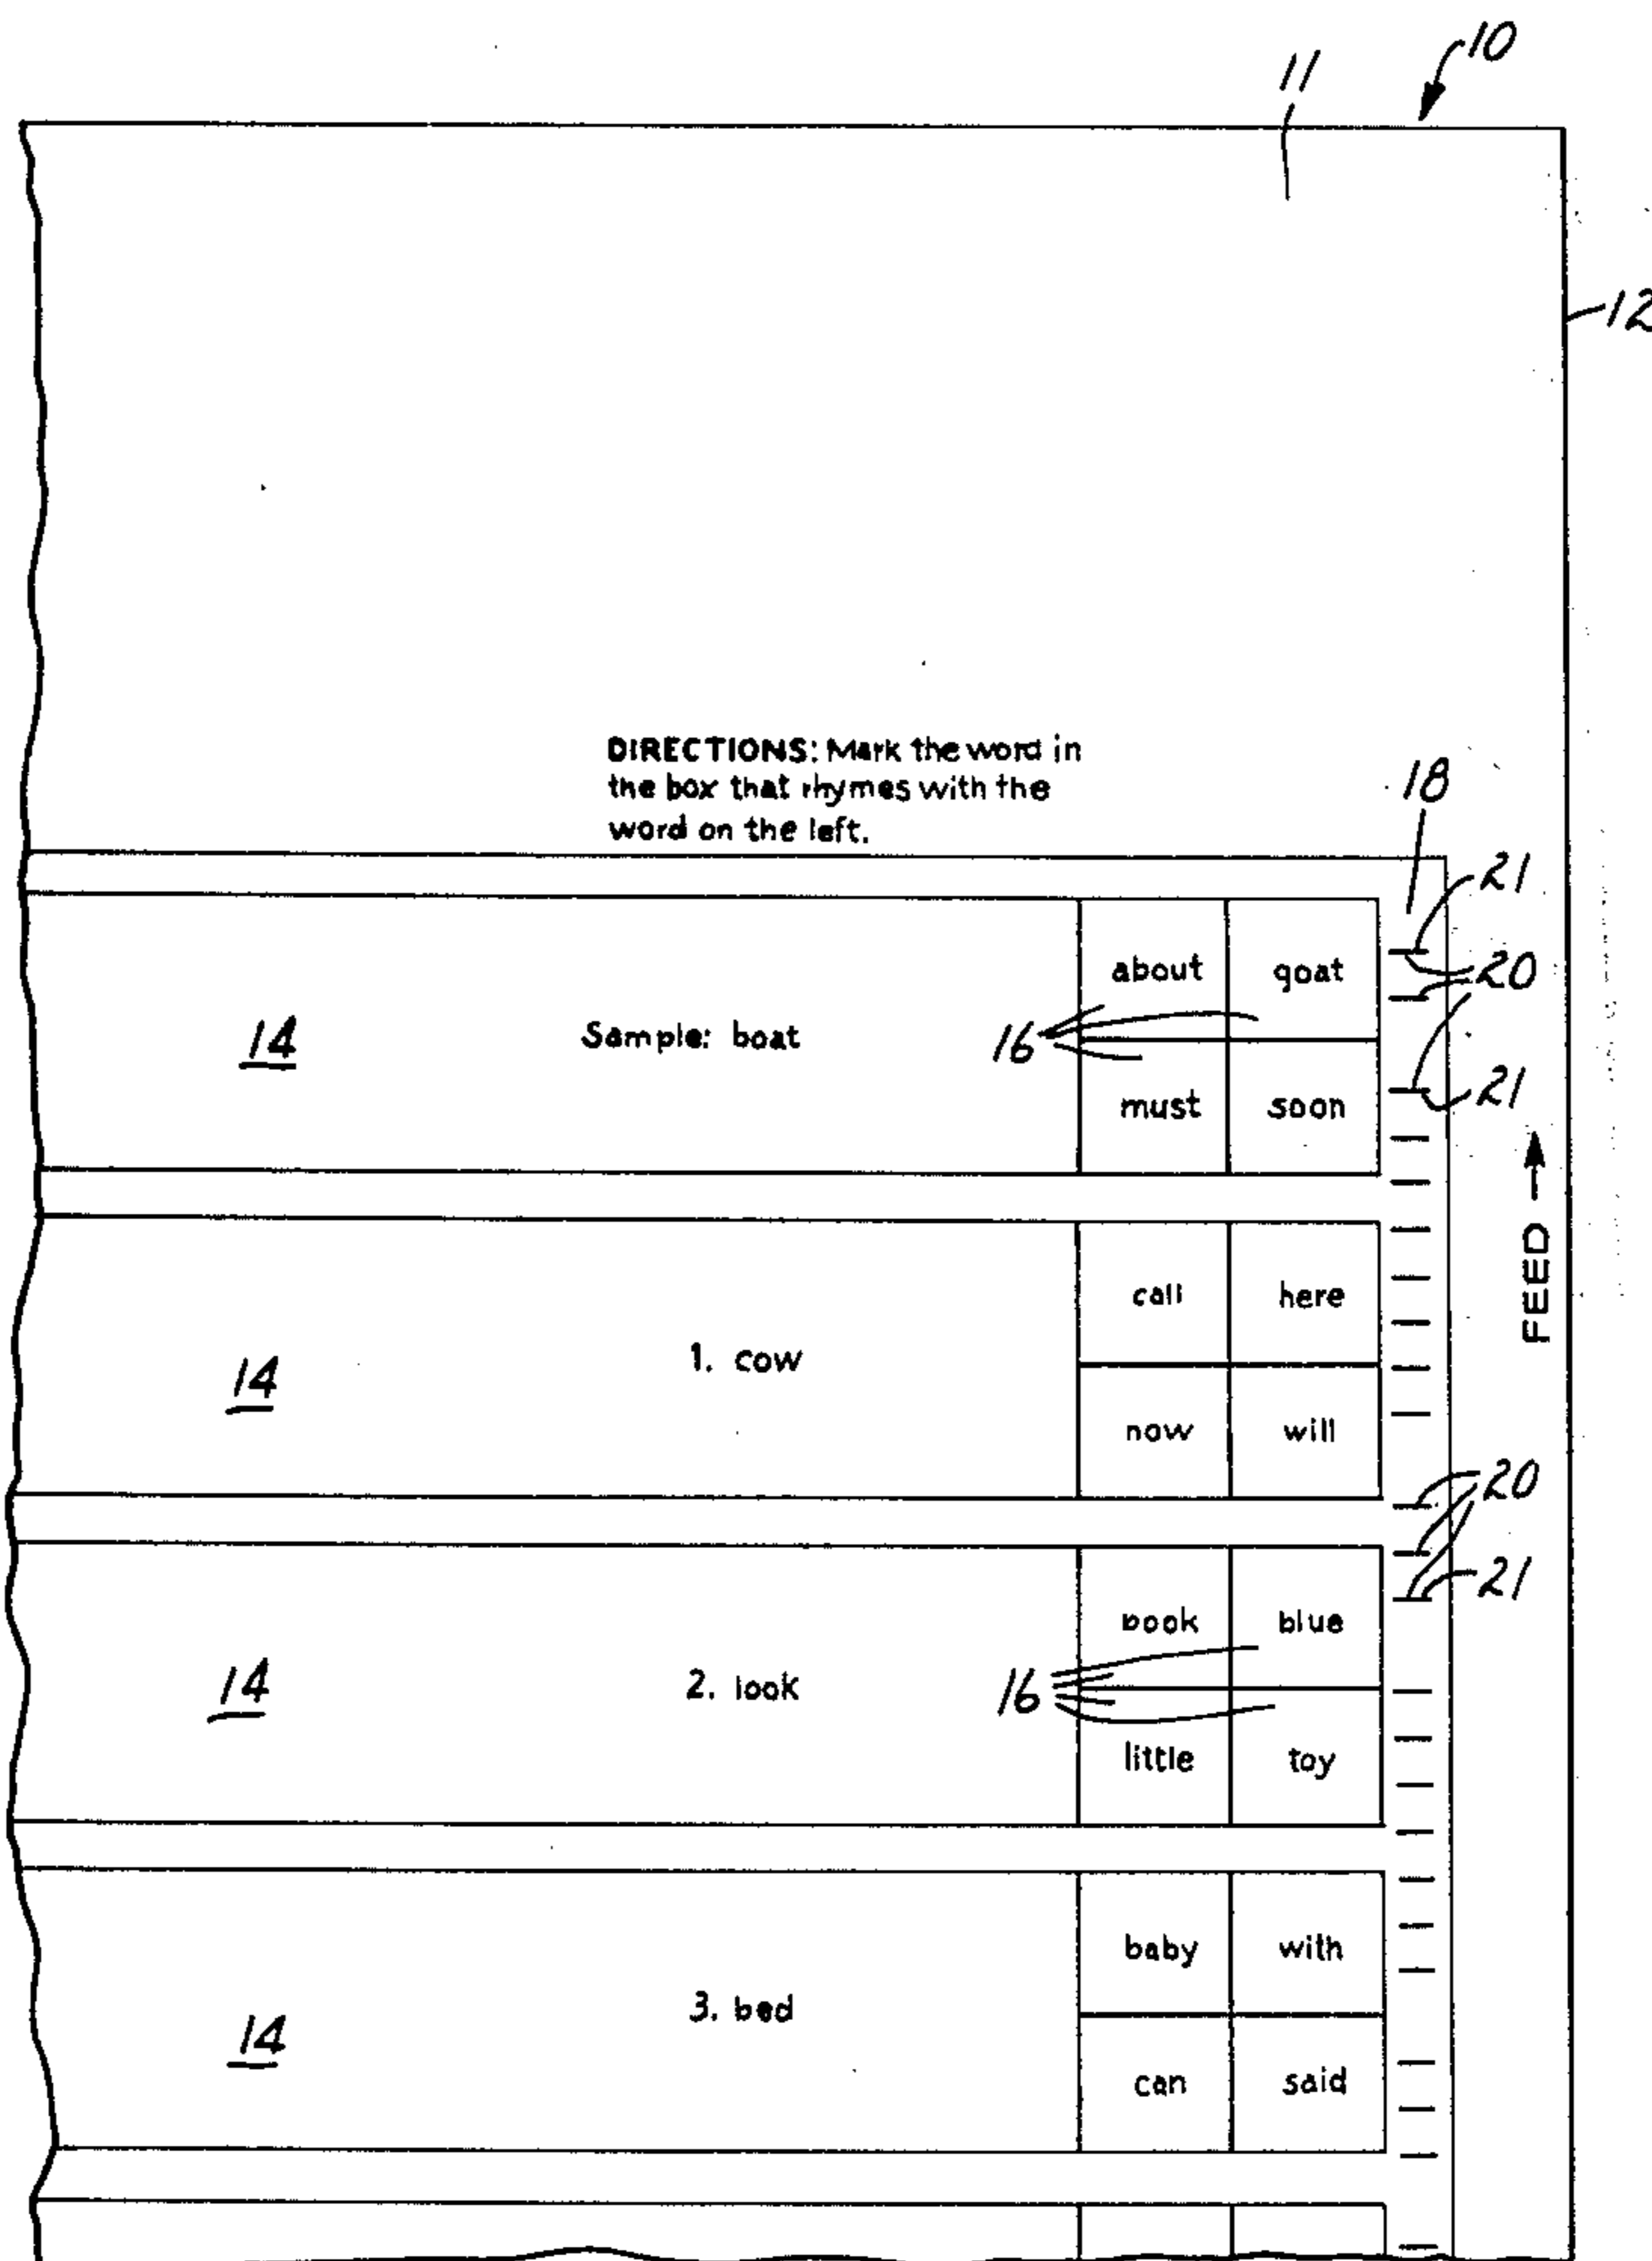 10
11
12
DIRECTIONS: Mark the word in
the box that rhymes with the
word on the left.
18
21
about goat
20
14 Sample: boat 16
must soon
21
FEED
call here
14 1. cow
now will
20
21
book blue
14 2. look 16
little toy
baby with
14 3. bed
can said